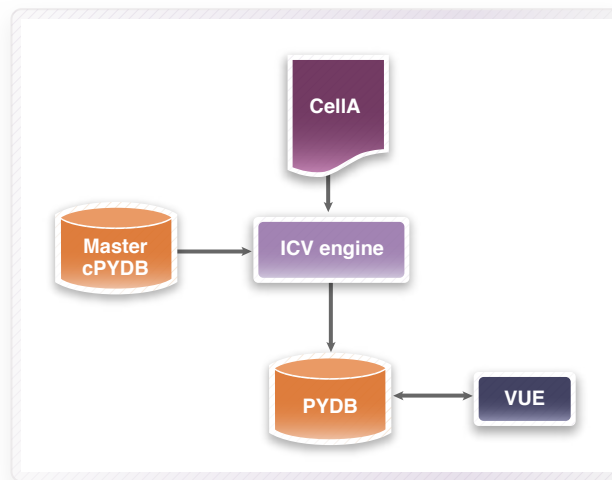 CellA
Master
cPYDB
ICV engine
PYDB
VUE